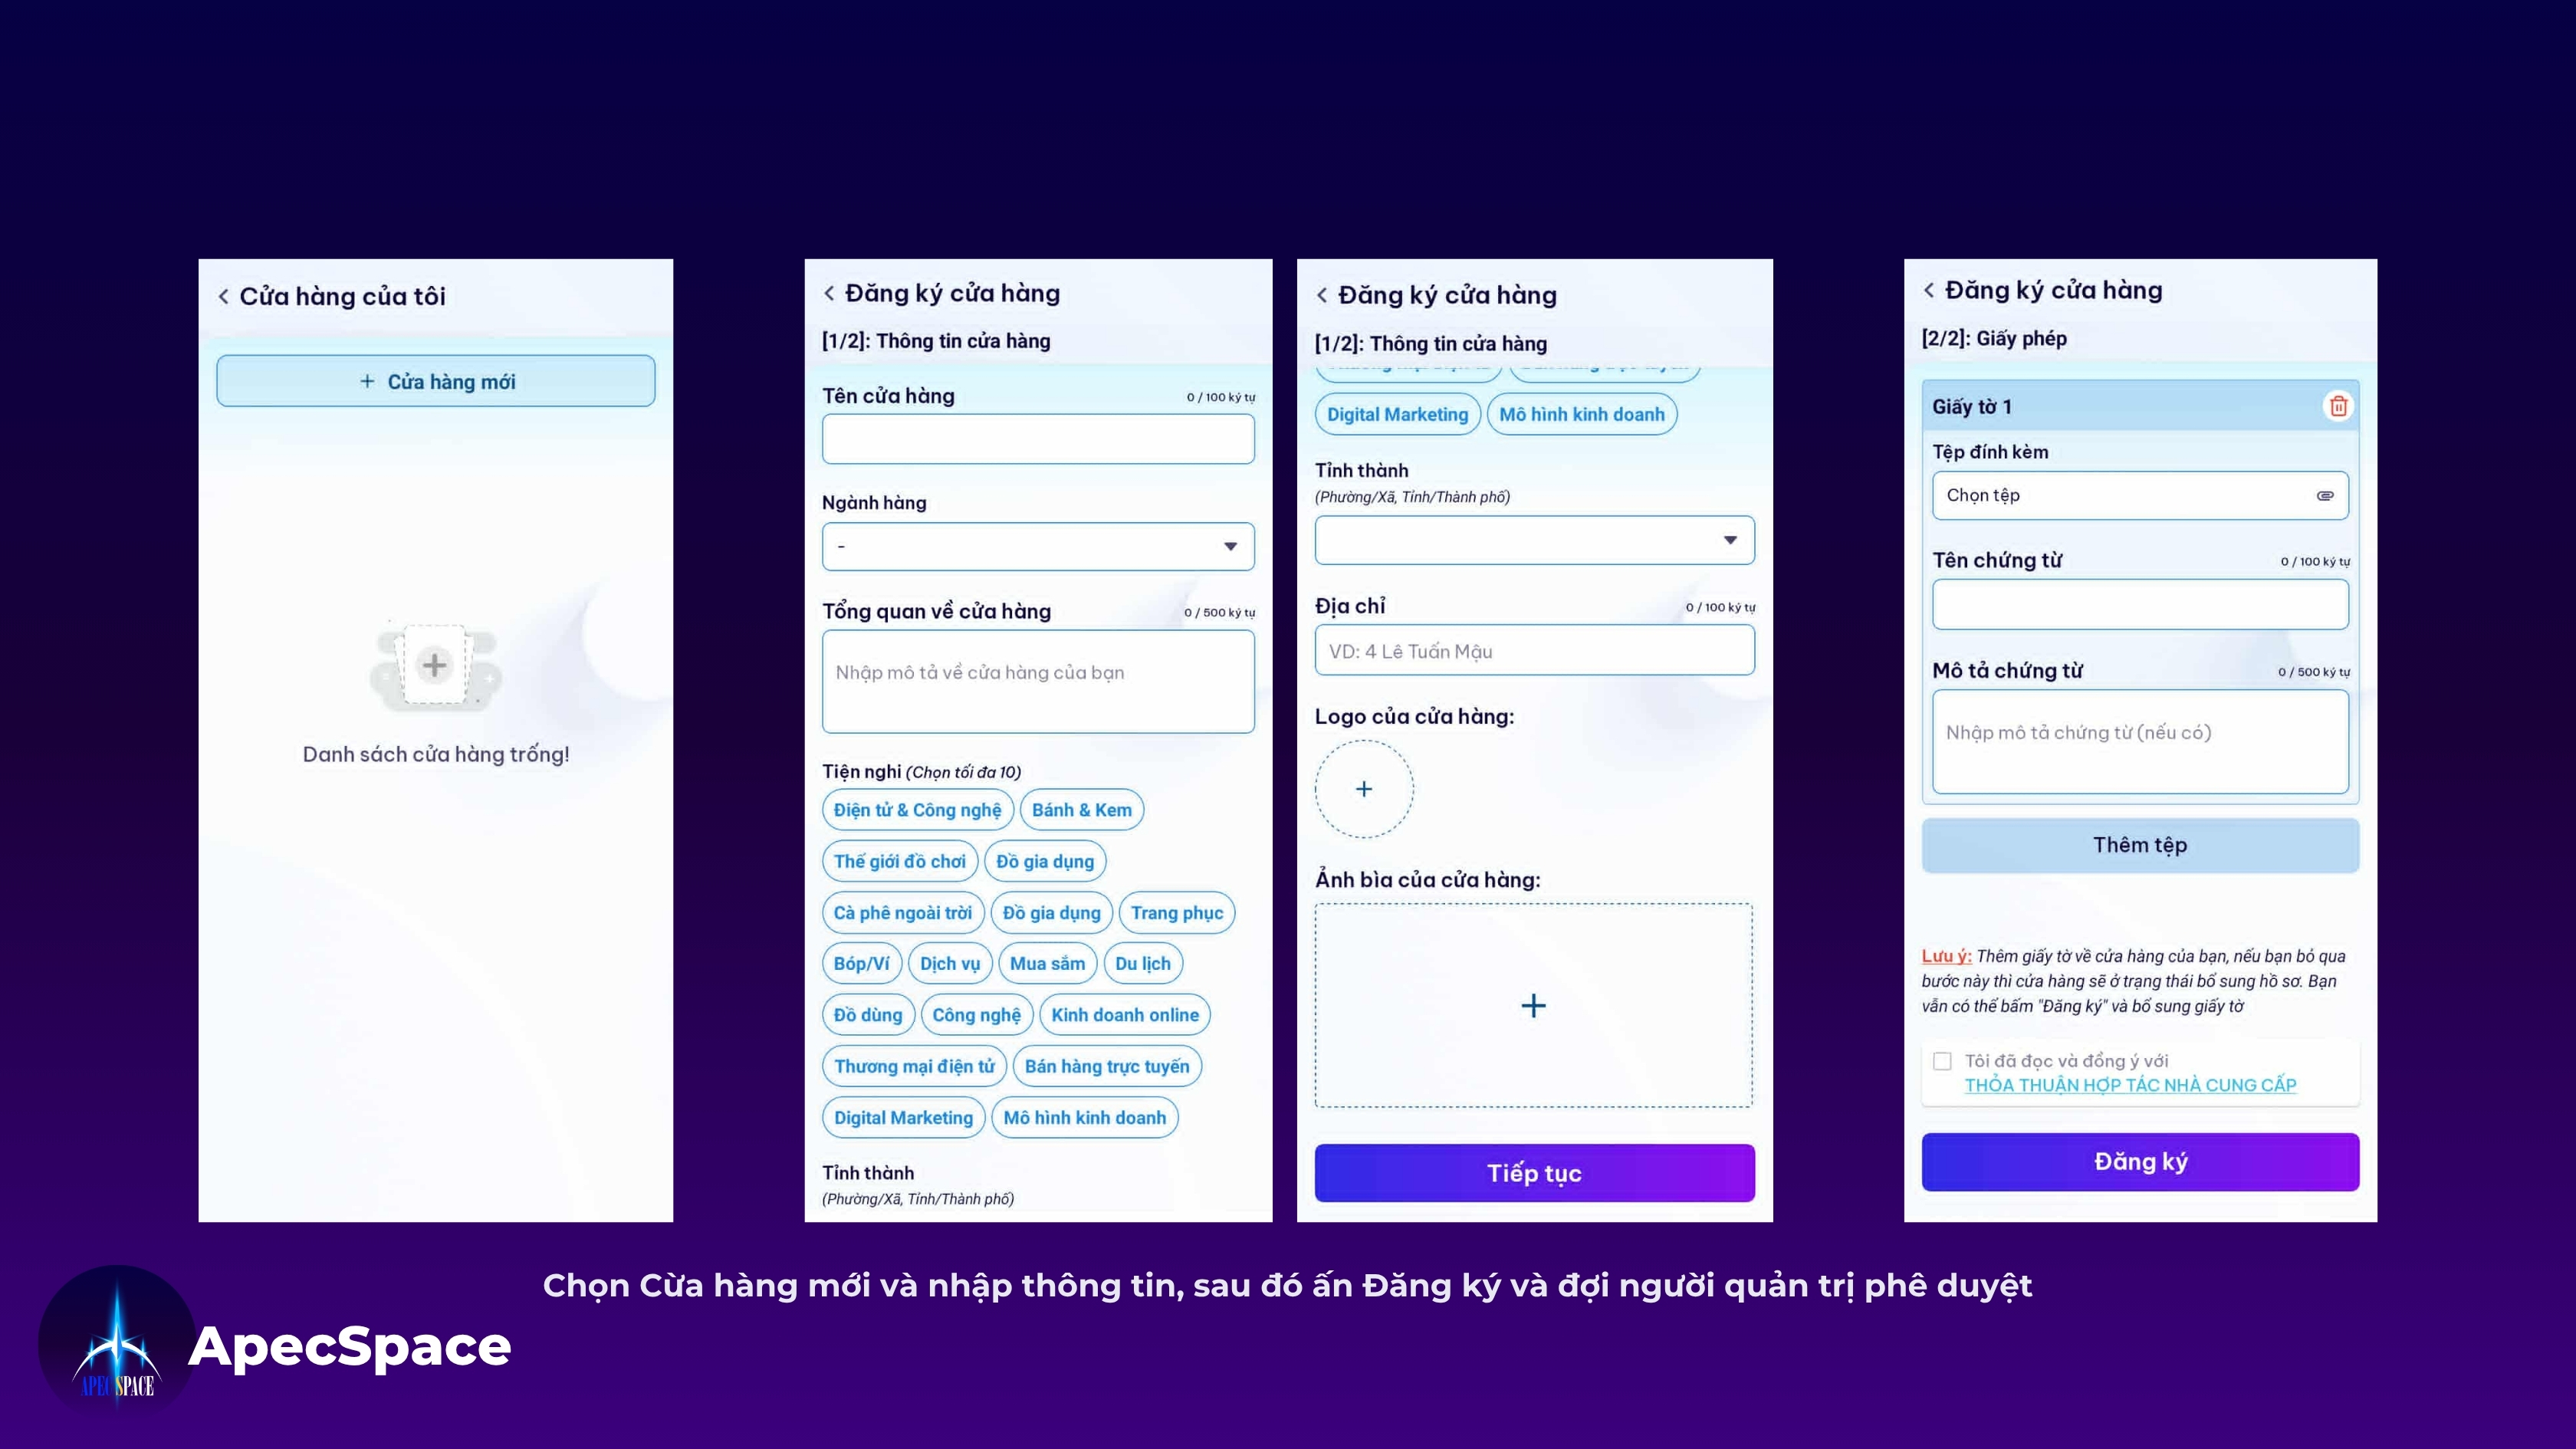 Cửa hàng của tôi
+ Cửa hàng mới
Danh sách cửa hàng trống!
Đăng ký cửa hàng
[1/2]: Thông tin cửa hàng
Tên cửa hàng
0 / 100 ký tự
Ngành hàng
-
Tổng quan về cửa hàng
0 / 500 ký tự
Nhập mô tả về cửa hàng của bạn
Tiện nghi (Chọn tối đa 10)
Điện tử & Công nghệ
Bánh & Kem
Thế giới đồ chơi
Đồ gia dụng
Cà phê ngoài trời
Đồ gia dụng
Trang phục
Bóp/Ví
Dịch vụ
Mua sắm
Du lịch
Đồ dùng
Công nghệ
Kinh doanh online
Thương mại điện tử
Bán hàng trực tuyến
Digital Marketing
Mô hình kinh doanh
Tỉnh thành
(Phường/Xã, Tỉnh/Thành phố)
Đăng ký cửa hàng
[1/2]: Thông tin cửa hàng
Digital Marketing
Mô hình kinh doanh
Tỉnh thành
(Phường/Xã, Tỉnh/Thành phố)
Địa chỉ
0 / 100 ký tự
VD: 4 Lê Tuấn Mậu
Logo của cửa hàng:
+
Ảnh bìa của cửa hàng:
+
Tiếp tục
Đăng ký cửa hàng
[2/2]: Giấy phép
Giấy tờ 1
Tệp đính kèm
Chọn tệp
Tên chứng từ
0 / 100 ký tự
Mô tả chứng từ
0 / 500 ký tự
Nhập mô tả chứng từ (nếu có)
Thêm tệp
Lưu ý: Thêm giấy tờ về cửa hàng của bạn, nếu bạn bỏ qua
bước này thì cửa hàng sẽ ở trạng thái bổ sung hồ sơ. Bạn
vẫn có thể bấm "Đăng ký" và bổ sung giấy tờ
Tôi đã đọc và đồng ý với
THỎA THUẬN HỢP TÁC NHÀ CUNG CẤP
Đăng ký
Chọn Cừa hàng mới và nhập thông tin, sau đó ấn Đăng ký và đợi người quản trị phê duyệt
APECSPACE
ApecSpace